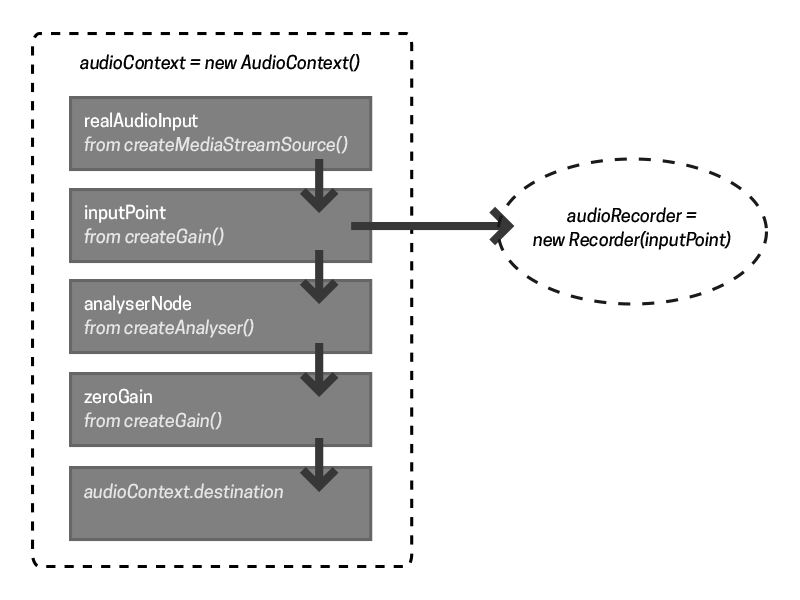 audioContext = new AudioContext()
realAudioInput
from createMediaStreamSource()
inputPoint
from createGain()
audioRecorder =
new Recorder(inputPoint)
analyserNode
from createAnalyser()
zeroGain
from createGain()
audioContext.destination